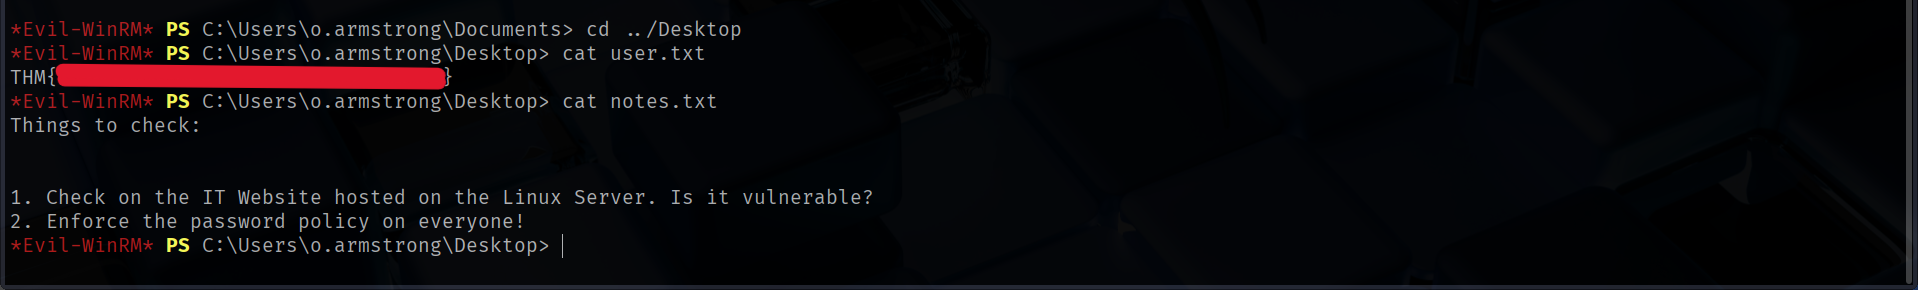 *Evil-WinRM* PS C:\Users\o.armstrong\Documents> cd ../Desktop
*Evil-WinRM* PS C:\Users\o.armstrong\Desktop> cat user.txt
THM{}
*Evil-WinRM* PS C:\Users\o.armstrong\Desktop> cat notes.txt
Things to check:
1. Check on the IT Website hosted on the Linux Server. Is it vulnerable?
2. Enforce the password policy on everyone!
*Evil-WinRM* PS C:\Users\o.armstrong\Desktop>